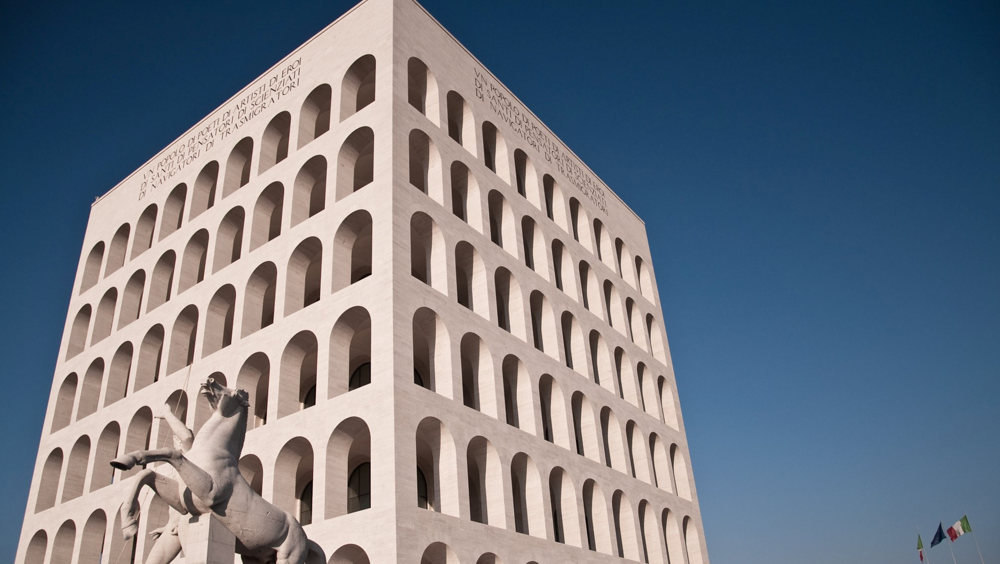 VN POPOLO DI POETI DI ARTISTI DI EROI
DI SANTI DI PENSATORI DI SCIENZIATI
DI NAVIGATORI DI TRASMIGRATORI
VN POPOLO DI POETI DI ARTISTI DI EROI
DI SANTI DI PENSATORI DI SCIENZIATI
DI NAVIGATORI DI TRASMIGRATORI